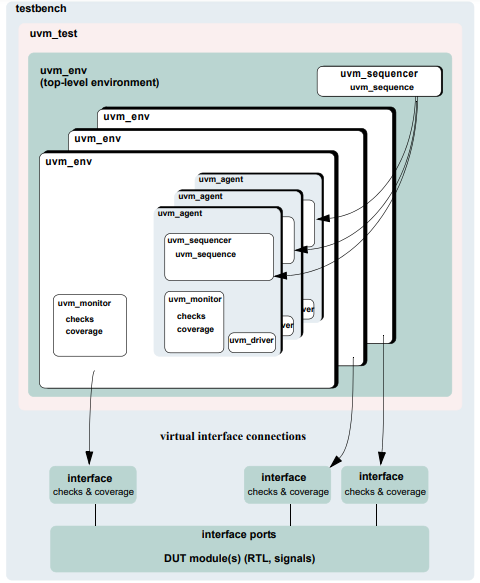 testbench
uvm_test
uvm_env
(top-level environment)
uvm_sequencer
uvm_sequence
uvm_env
uvm_env
uvm_env
uvm_agent
uvm_agent
uvm_agent
uvm_sequencer
uvm_sequence
uvm_monitor
checks
coverage
uvm_monitor
checks
coverage
uvm_driver
ver
ver
virtual interface connections
interface
checks & coverage
interface
checks & coverage
interface
checks & coverage
interface ports
DUT module(s) (RTL, signals)